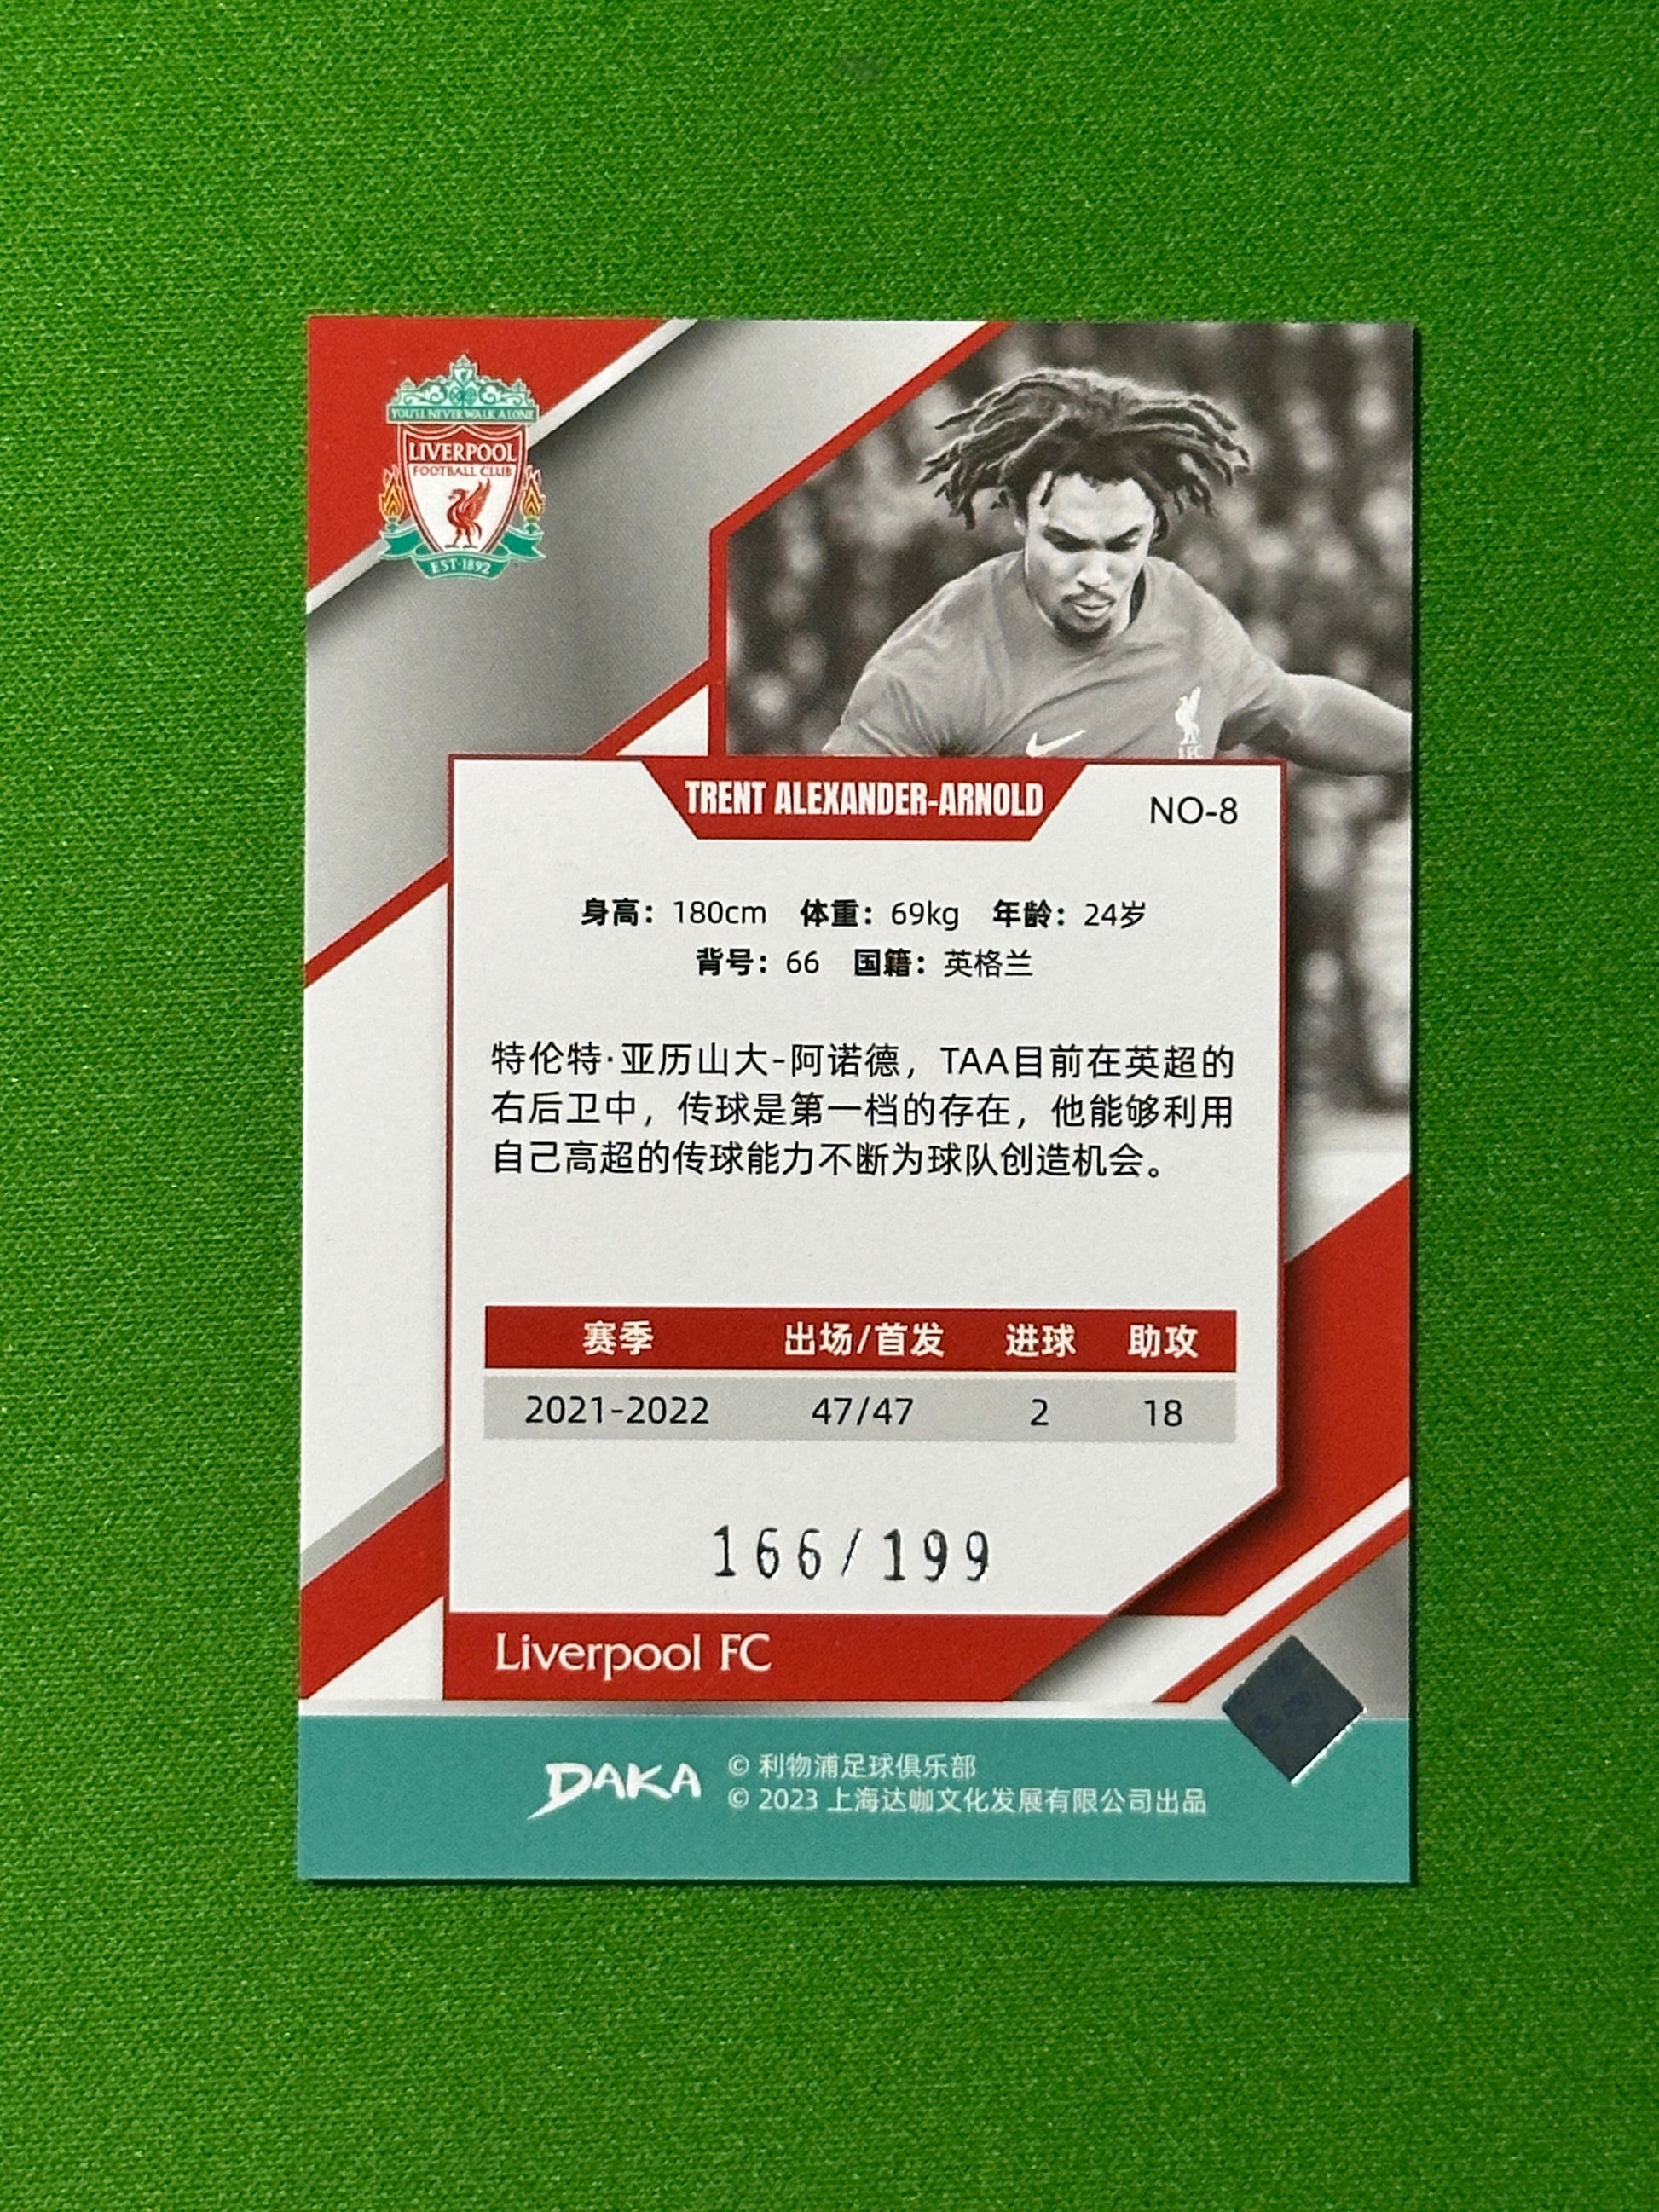 YOU'LL NEVER WALK ALONE
LIVERPOOL
FOOTBALL CLUB
EST·1892
LFC
TRENT ALEXANDER-ARNOLD
NO-8
身高：180cm 体重：69kg 年龄：24岁
背号：66 国籍：英格兰
特伦特·亚历山大-阿诺德，TAA目前在英超的
右后卫中，传球是第一档的存在，他能够利用
自己高超的传球能力不断为球队创造机会。
赛季 出场/首发 进球 助攻
2021-2022 47/47 2 18
166/199
Liverpool FC
DAKA
© 利物浦足球俱乐部
© 2023 上海达咖文化发展有限公司出品